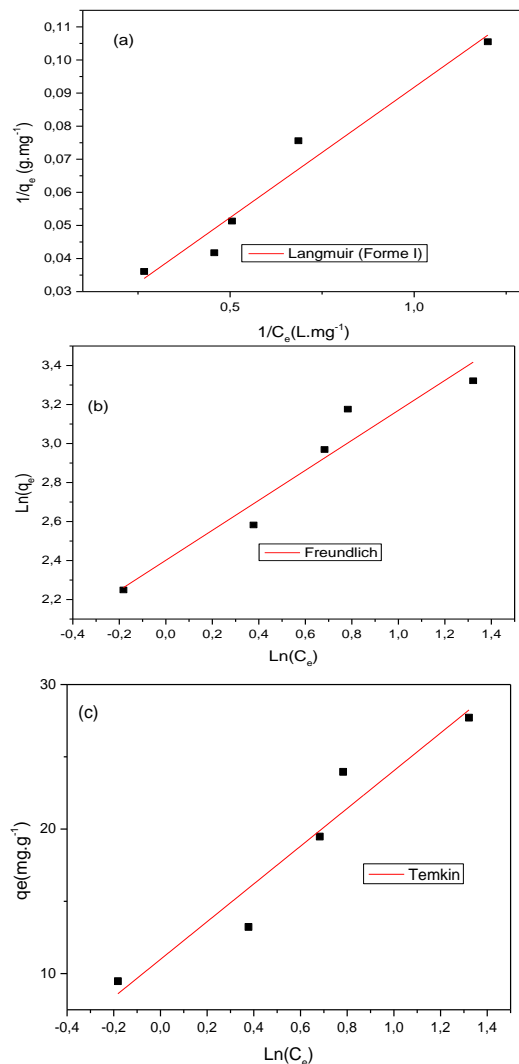 (a)
0,11
0,10
0,09
0,08
0,07
0,06
0,05
0,04
0,03
1/qe (g.mg-1)
Langmuir (Forme I)
0,5 1,0
1/Ce(L.mg-1)
(b)
3,4
3,2
3,0
2,8
2,6
2,4
2,2
Ln(qe)
Freundlich
-0,4 -0,2 0,0 0,2 0,4 0,6 0,8 1,0 1,2 1,4
Ln(Ce)
(c)
30
20
10
qe(mg.g-1)
Temkin
-0,4 -0,2 0,0 0,2 0,4 0,6 0,8 1,0 1,2 1,4
Ln(Ce)